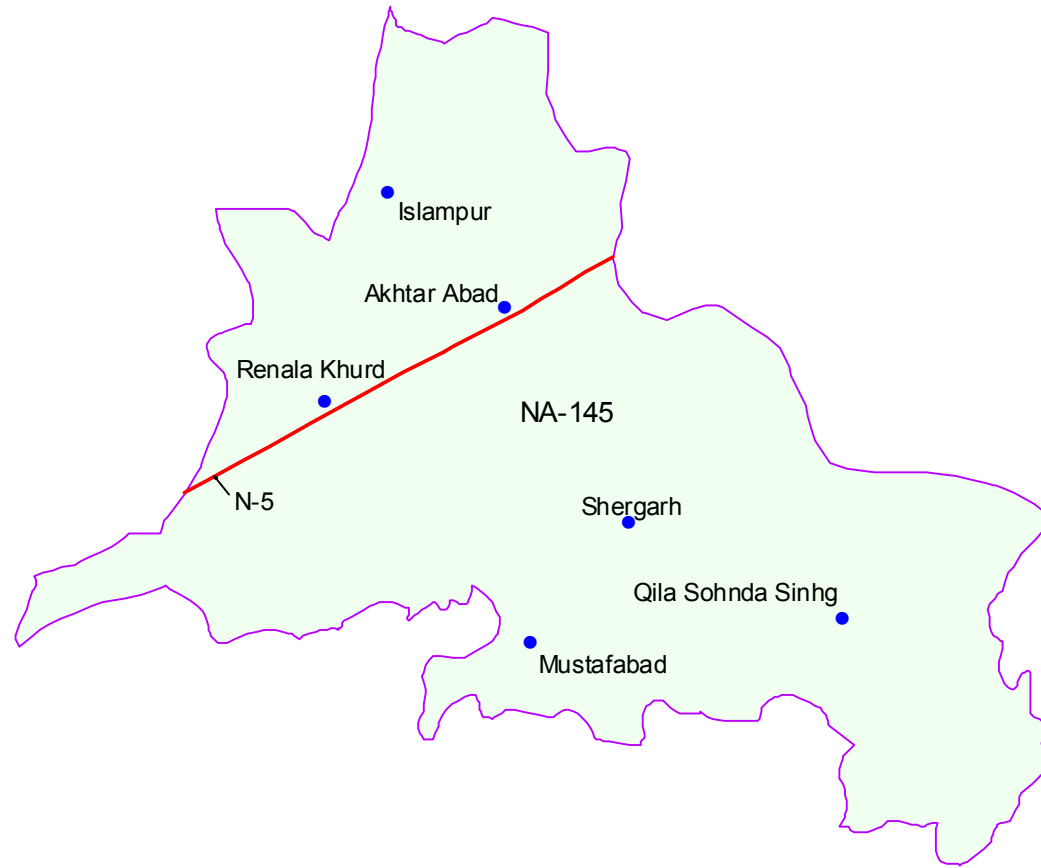 Islampur
Akhtar Abad
Renala Khurd
NA-145
N-5
Shergarh
Qila Sohnda Sinhg
Mustafabad